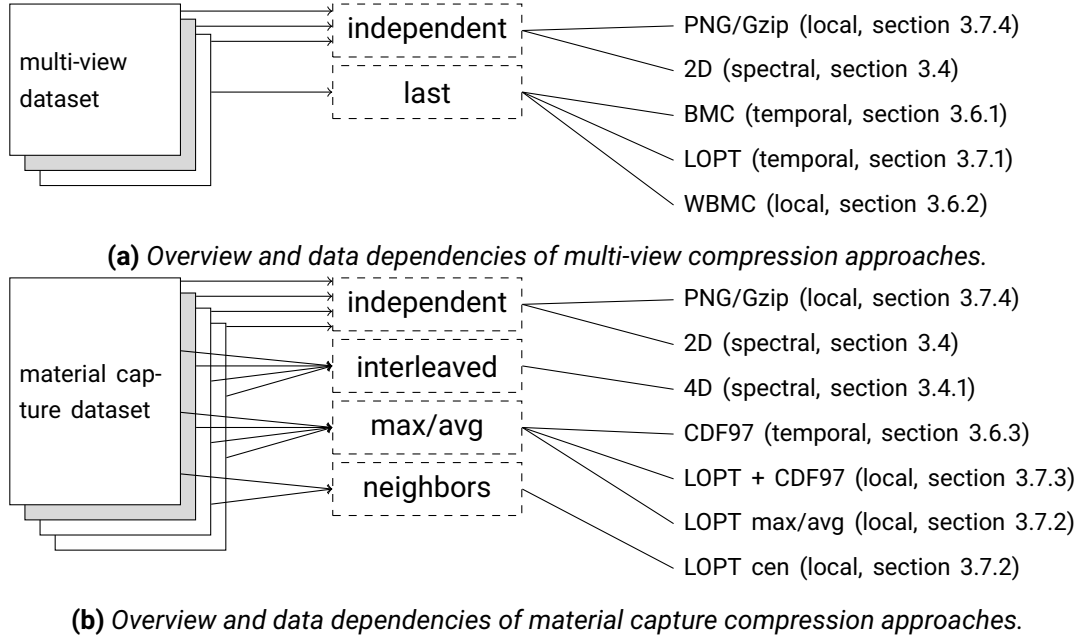 multi-view
dataset
independent
last
PNG/Gzip (local, section 3.7.4)
2D (spectral, section 3.4)
BMC (temporal, section 3.6.1)
LOPT (temporal, section 3.7.1)
WBMC (local, section 3.6.2)
(a) Overview and data dependencies of multi-view compression approaches.
material cap-
ture dataset
independent
interleaved
max/avg
neighbors
PNG/Gzip (local, section 3.7.4)
2D (spectral, section 3.4)
4D (spectral, section 3.4.1)
CDF97 (temporal, section 3.6.3)
LOPT + CDF97 (local, section 3.7.3)
LOPT max/avg (local, section 3.7.2)
LOPT cen (local, section 3.7.2)
(b) Overview and data dependencies of material capture compression approaches.